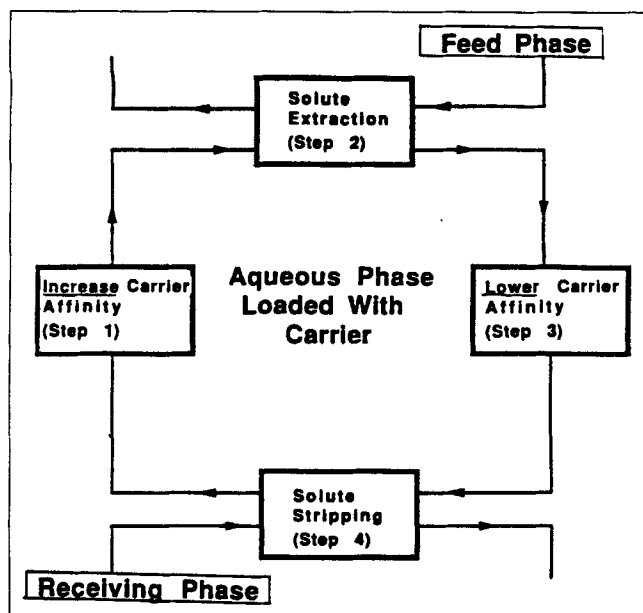 Feed Phase
Solute
Extraction
(Step 2)
Increase Carrier
Affinity
(Step 1)
Aqueous Phase
Loaded With
Carrier
Lower Carrier
Affinity
(Step 3)
Solute
Stripping
(Step 4)
Receiving Phase